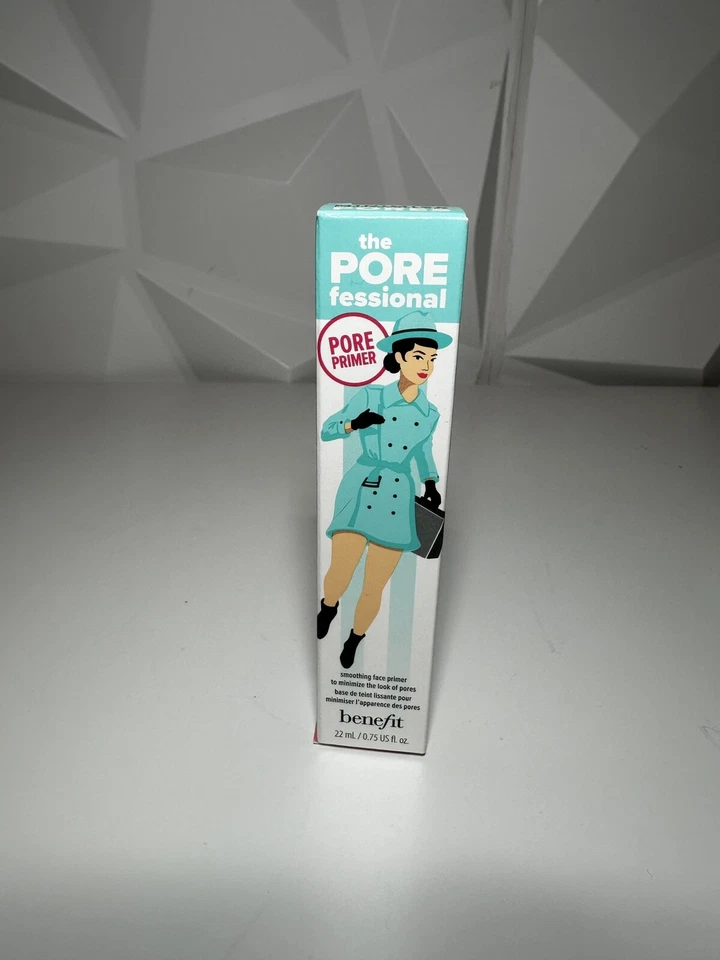 the
PORE
fessional
PORE
PRIMER
smoothing face primer
to minimize the look of pores
base de teint lissante pour
minimiser l'apparence des pores
benefit
22 mL / 0.75 US fl. oz.